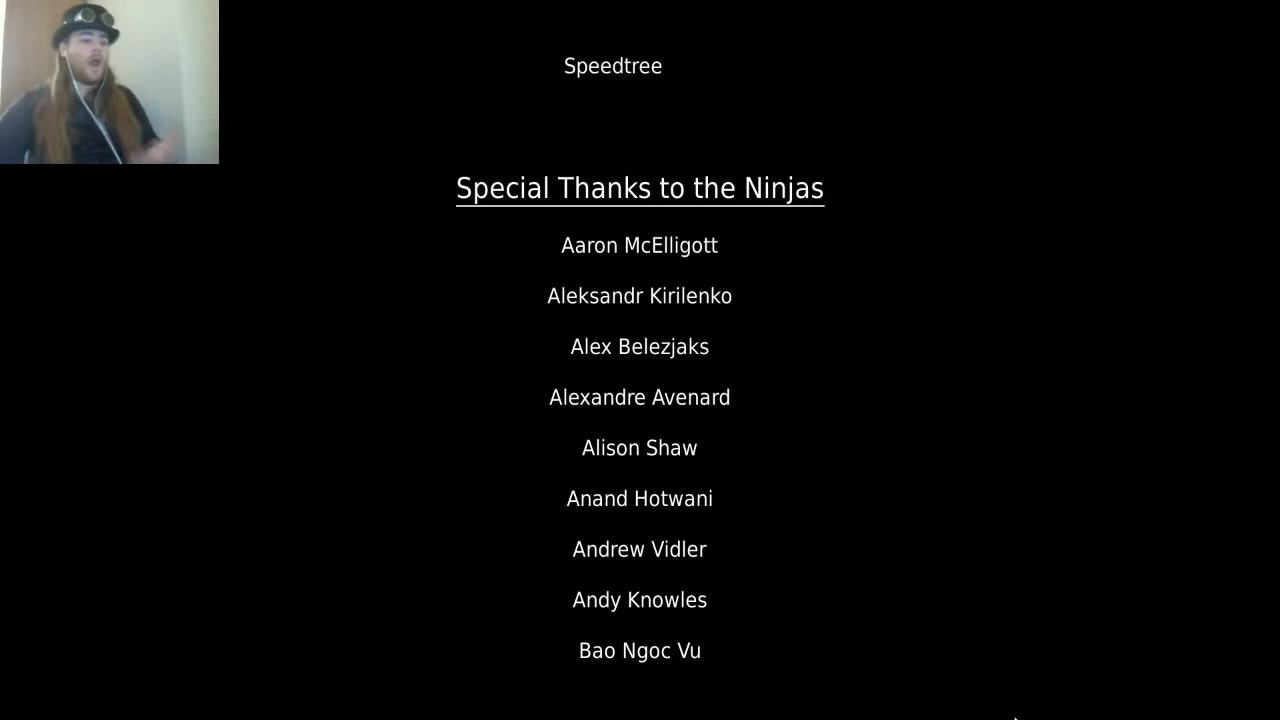 Speedtree
Special Thanks to the Ninjas
Aaron McElligott
Aleksandr Kirilenko
Alex Belezjaks
Alexandre Avenard
Alison Shaw
Anand Hotwani
Andrew Vidler
Andy Knowles
Bao Ngoc Vu